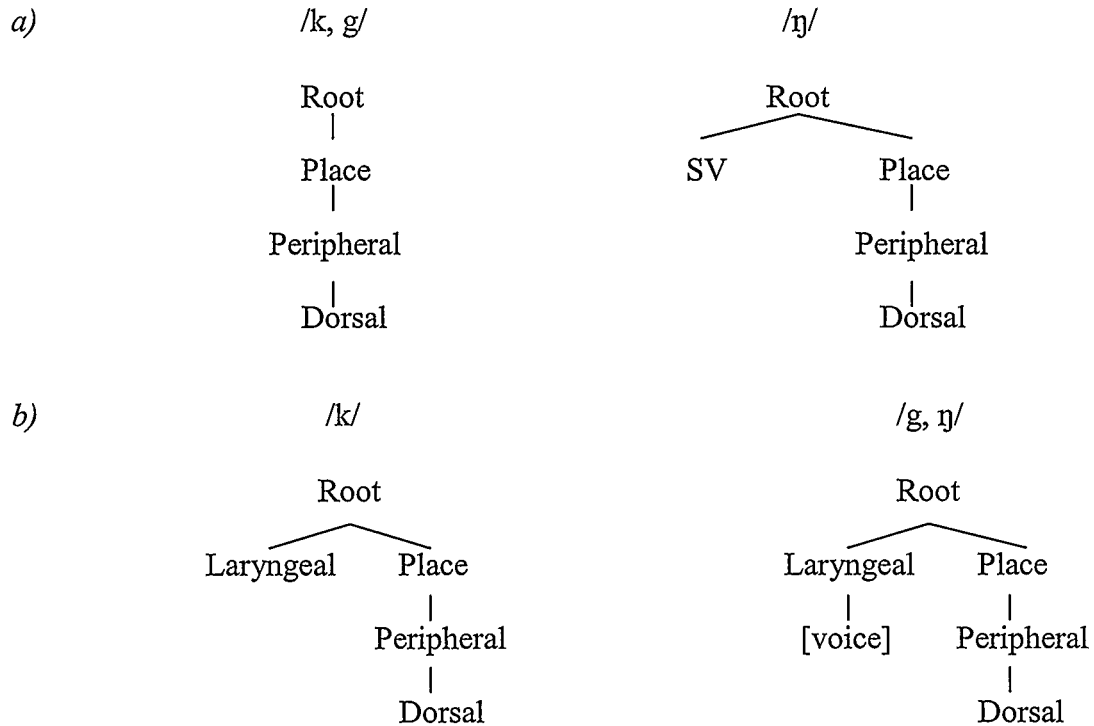 a) /k, g/ /ŋ/
Root Root
Place SV Place
Peripheral Peripheral
Dorsal Dorsal
b) /k/ /g, ŋ/
Root Root
Laryngeal Place Laryngeal Place
Peripheral [voice] Peripheral
Dorsal Dorsal